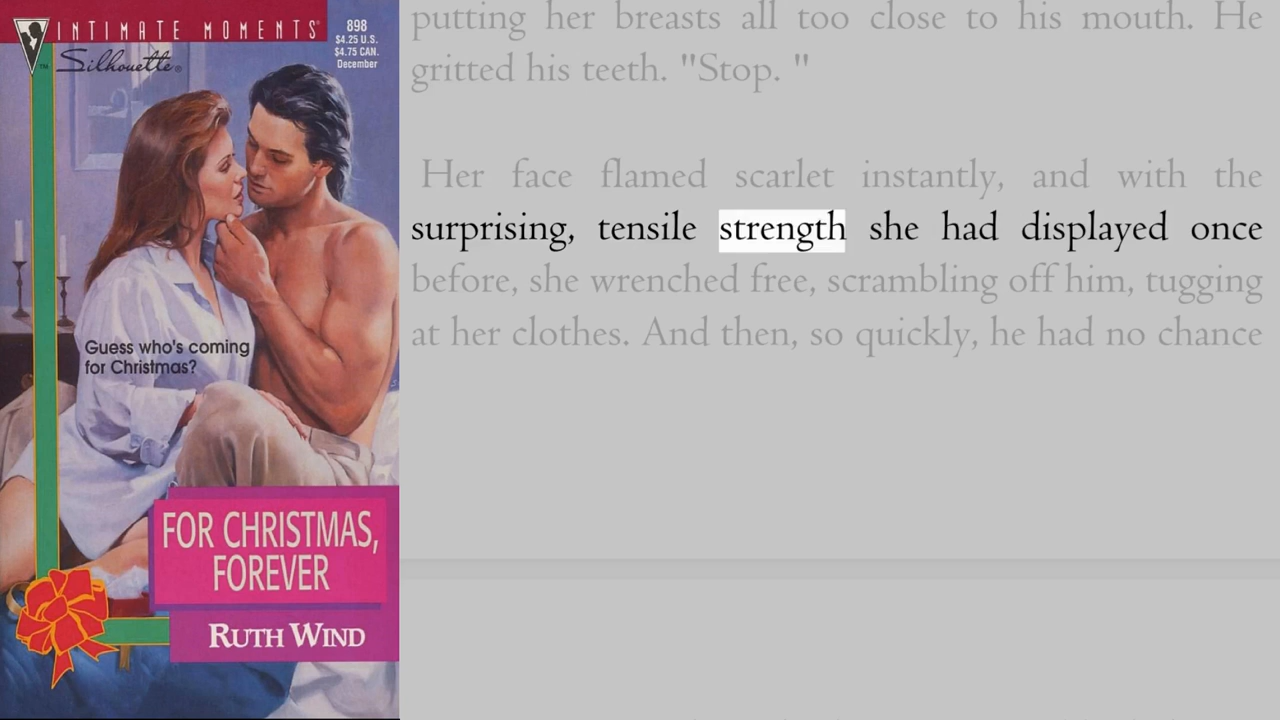 INTIMATE MOMENTS®
898
$4.25 U.S.
$4.75 CAN.
December
™ Silhouette®
Guess who's coming
for Christmas?
FOR CHRISTMAS,
FOREVER
RUTH WIND
putting her breasts all too close to his mouth. He
gritted his teeth. "Stop. "
Her face flamed scarlet instantly, and with the
surprising, tensile strength she had displayed once
before, she wrenched free, scrambling off him, tugging
at her clothes. And then, so quickly, he had no chance